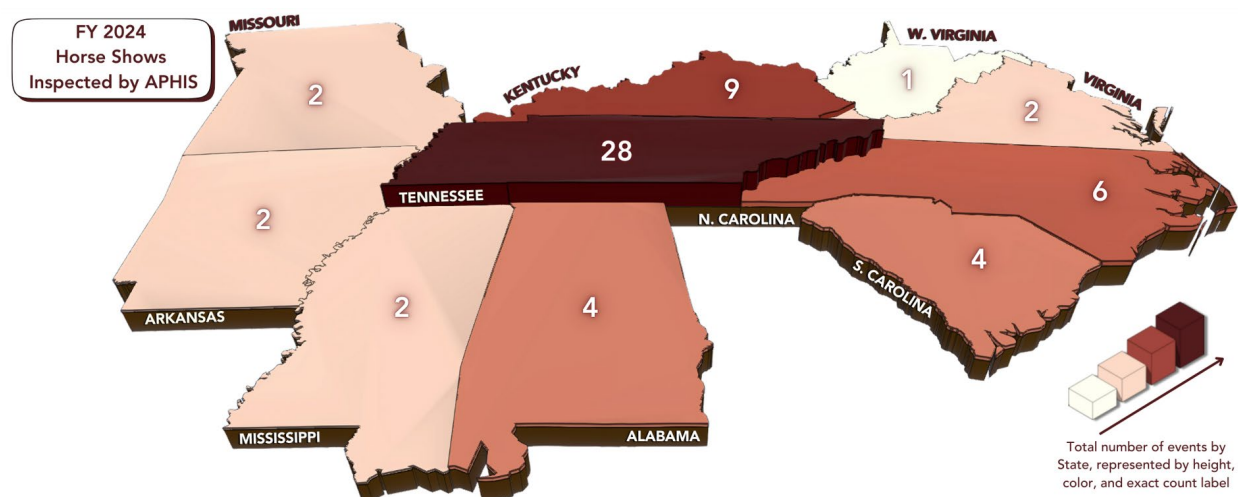 FY 2024
Horse Shows
Inspected by APHIS
MISSOURI
2
KENTUCKY
9
W. VIRGINIA
1
VIRGINIA
2
TENNESSEE
28
ARKANSAS
2
N. CAROLINA
6
S. CAROLINA
4
MISSISSIPPI
2
ALABAMA
4
Total number of events by
State, represented by height,
color, and exact count label